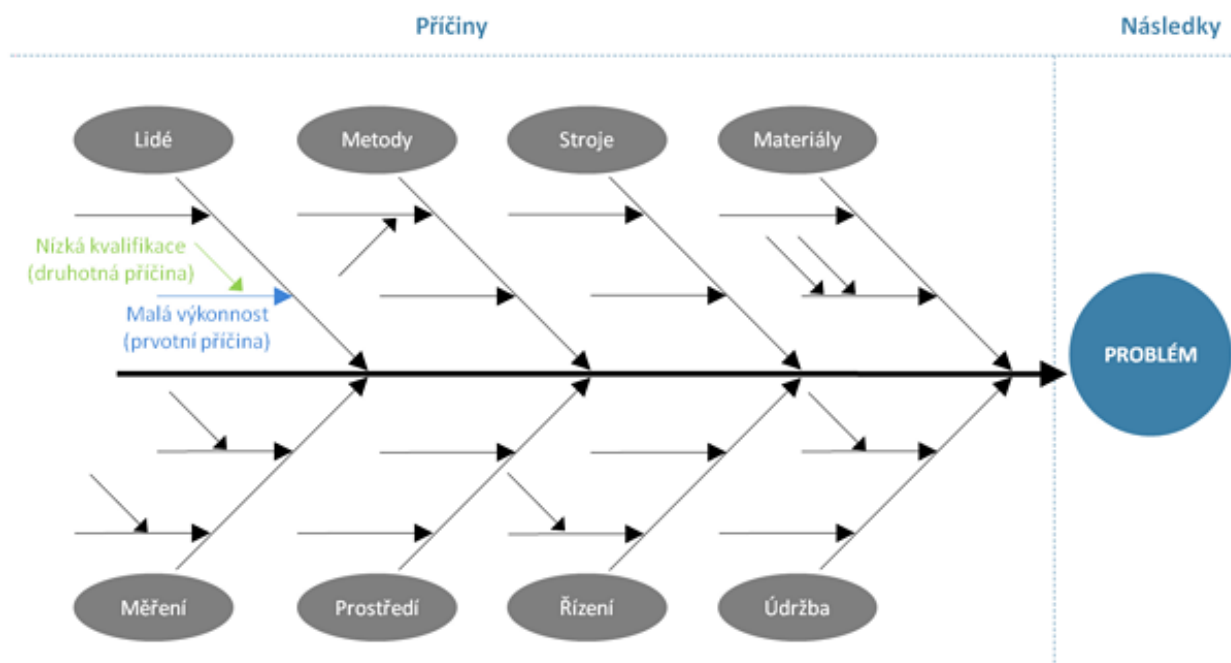 Příčiny
Následky
Lidé
Metody
Stroje
Materiály
Nízká kvalifikace
(druhotná příčina)
Malá výkonnost
(prvotní příčina)
PROBLÉM
Měření
Prostředí
Řízení
Údržba